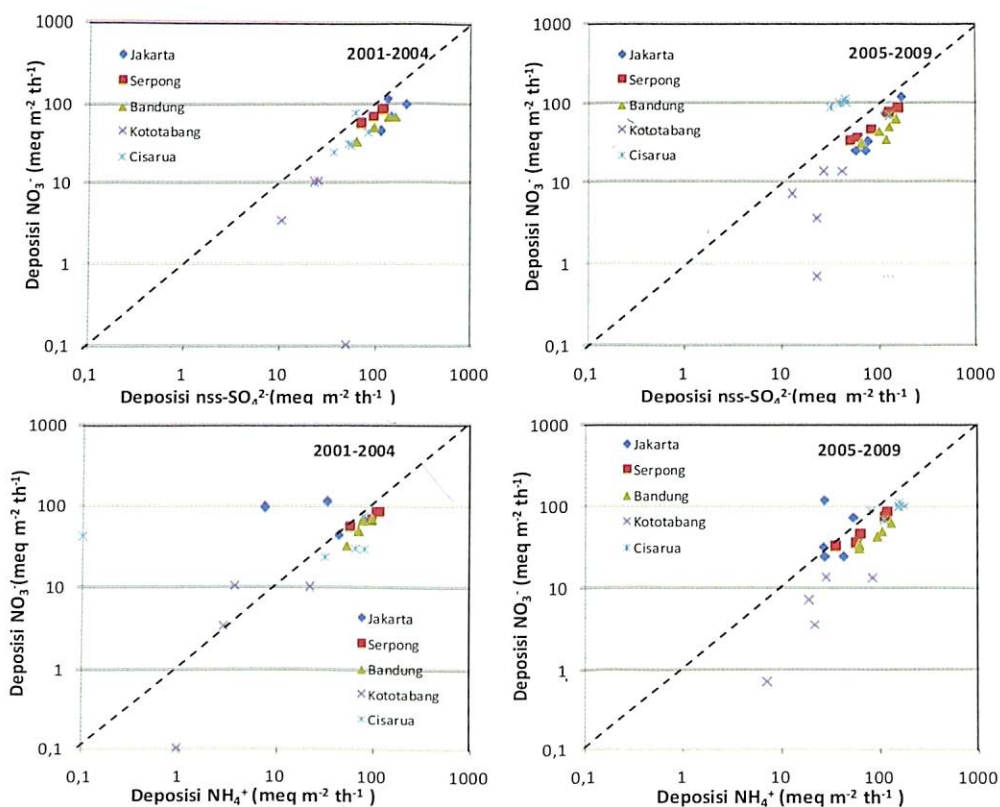 1000
100
10
1
0,1
Deposisi NO₃⁻ (meq m⁻² th⁻¹)
2001-2004
Jakarta
Serpong
Bandung
Kototabang
Cisarua
0,1 1 10 100 1000
Deposisi nss-SO₄²⁻(meq m⁻² th⁻¹ )
1000
100
10
1
0,1
Deposisi NO₃⁻ (meq m⁻² th⁻¹)
2005-2009
Jakarta
Serpong
Bandung
Kototabang
Cisarua
0,1 1 10 100 1000
Deposisi nss-SO₄²⁻(meq m⁻² th⁻¹ )
1000
100
10
1
0,1
Deposisi NO₃⁻(meq m⁻² th⁻¹)
2001-2004
Jakarta
Serpong
Bandung
Kototabang
Cisarua
0,1 1 10 100 1000
Deposisi NH₄⁺ (meq m⁻² th⁻¹)
1000
100
10
1
0,1
Deposisi NO₃⁻ (meq m⁻² th⁻¹)
2005-2009
Jakarta
Serpong
Bandung
Kototabang
Cisarua
0,1 1 10 100 1000
Deposisi NH₄⁺ (meq m⁻² th⁻¹)